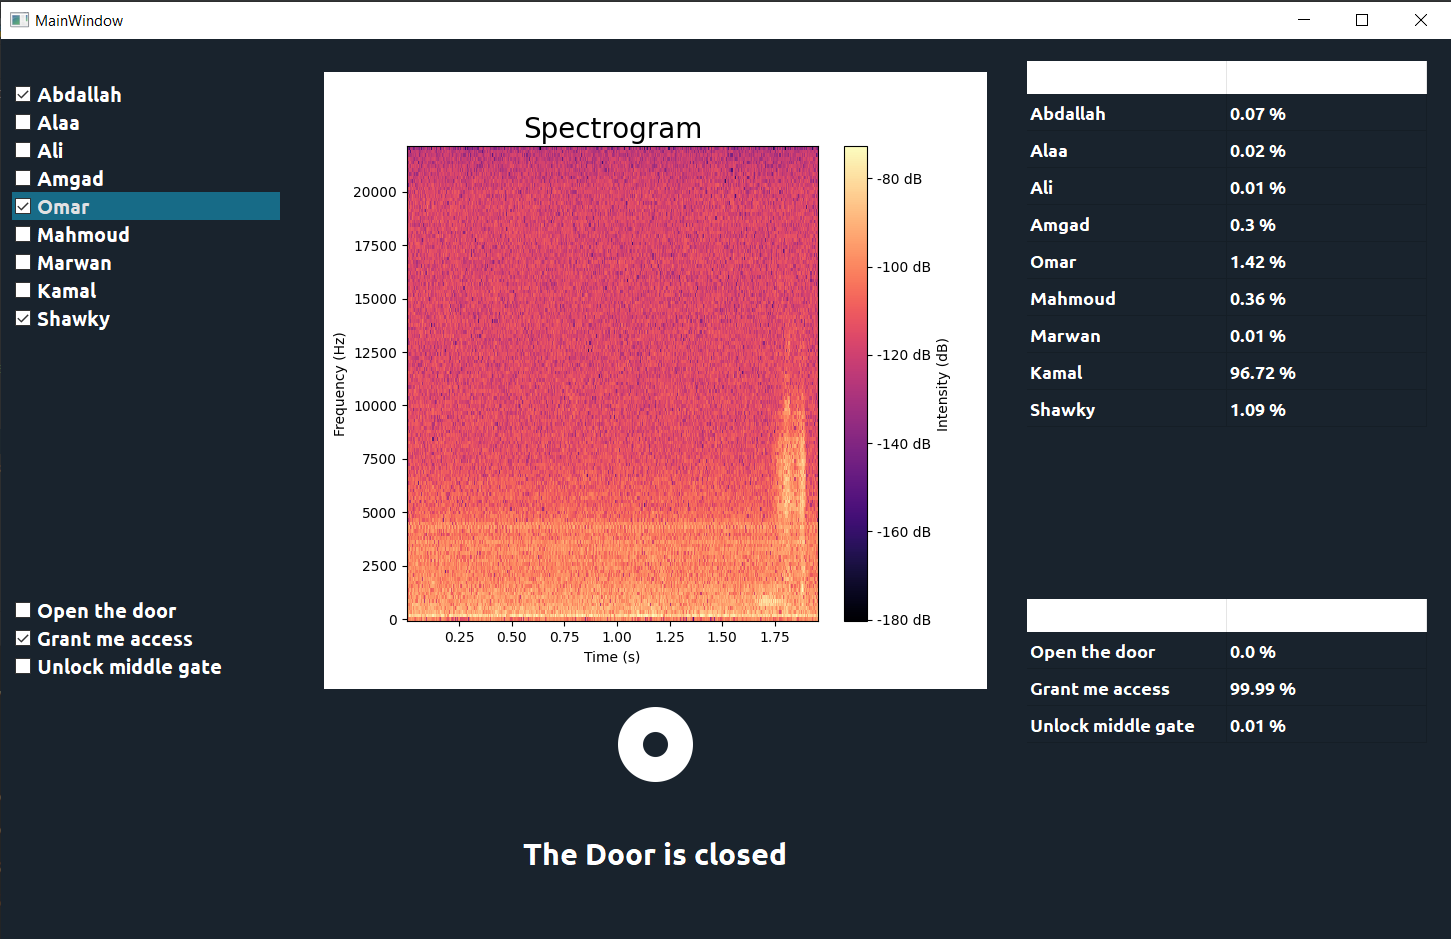 MainWindow
Abdallah
Alaa
Ali
Amgad
Omar
Mahmoud
Marwan
Kamal
Shawky
Open the door
Grant me access
Unlock middle gate
Spectrogram
Frequency (Hz)
20000
17500
15000
12500
10000
7500
5000
2500
0
0.25 0.50 0.75 1.00 1.25 1.50 1.75
Time (s)
-80 dB
-100 dB
-120 dB
-140 dB
-160 dB
-180 dB
Intensity (dB)
The Door is closed
Abdallah 0.07 %
Alaa 0.02 %
Ali 0.01 %
Amgad 0.3 %
Omar 1.42 %
Mahmoud 0.36 %
Marwan 0.01 %
Kamal 96.72 %
Shawky 1.09 %
Open the door 0.0 %
Grant me access 99.99 %
Unlock middle gate 0.01 %